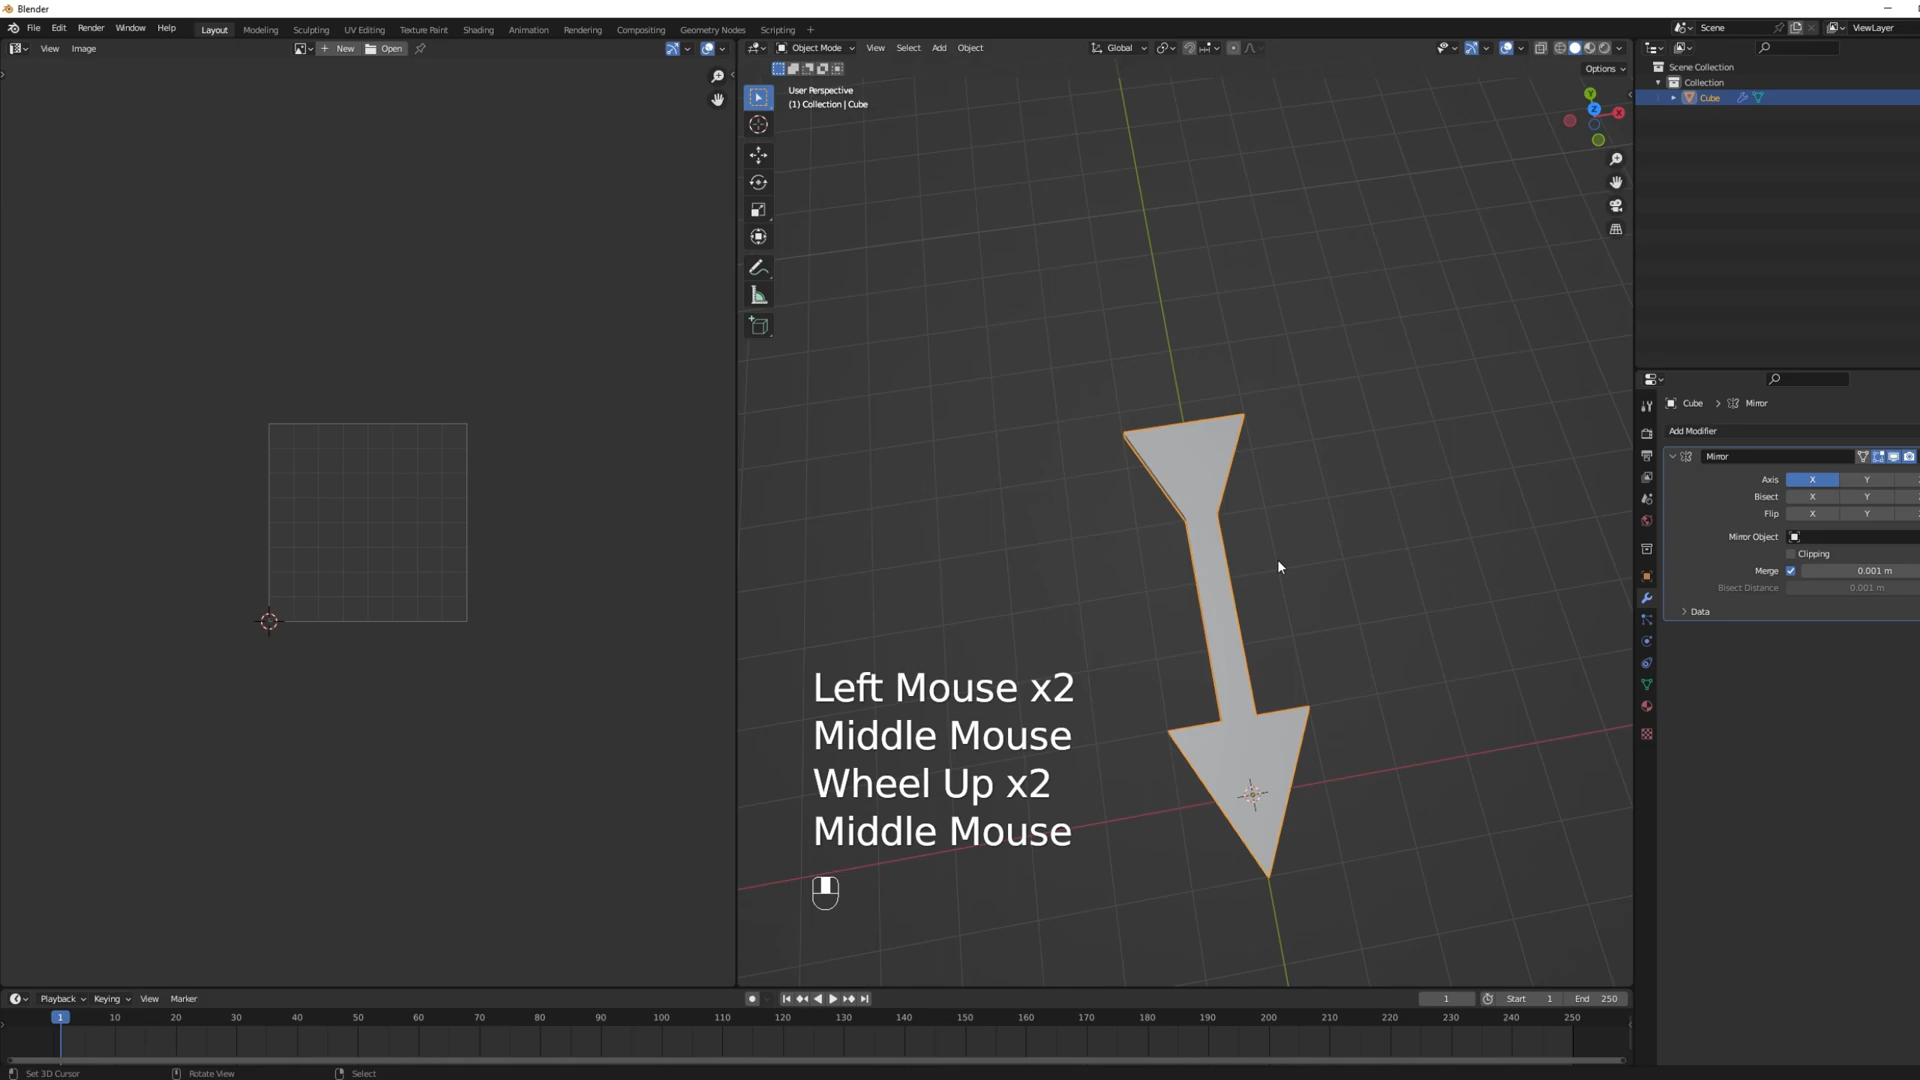 Blender
File Edit Render Window Help Layout Modeling Sculpting UV Editing Texture Paint Shading Animation Rendering Compositing Geometry Nodes Scripting + Scene ViewLayer
View Image + New Open Object Mode View Select Add Object Global
Options
User Perspective
(1) Collection | Cube
Y
Z
X
Scene Collection
Collection
Cube
Cube > Mirror
Add Modifier
Mirror
Axis X Y
Bisect X Y
Flip X Y
Mirror Object
Clipping
Merge 0.001 m
Bisect Distance 0.001 m
Data
Left Mouse x2
Middle Mouse
Wheel Up x2
Middle Mouse
Playback Keying View Marker 1 Start 1 End 250
1 10 20 30 40 50 60 70 80 90 100 110 120 130 140 150 160 170 180 190 200 210 220 230 240 250
Set 3D Cursor Rotate View Select